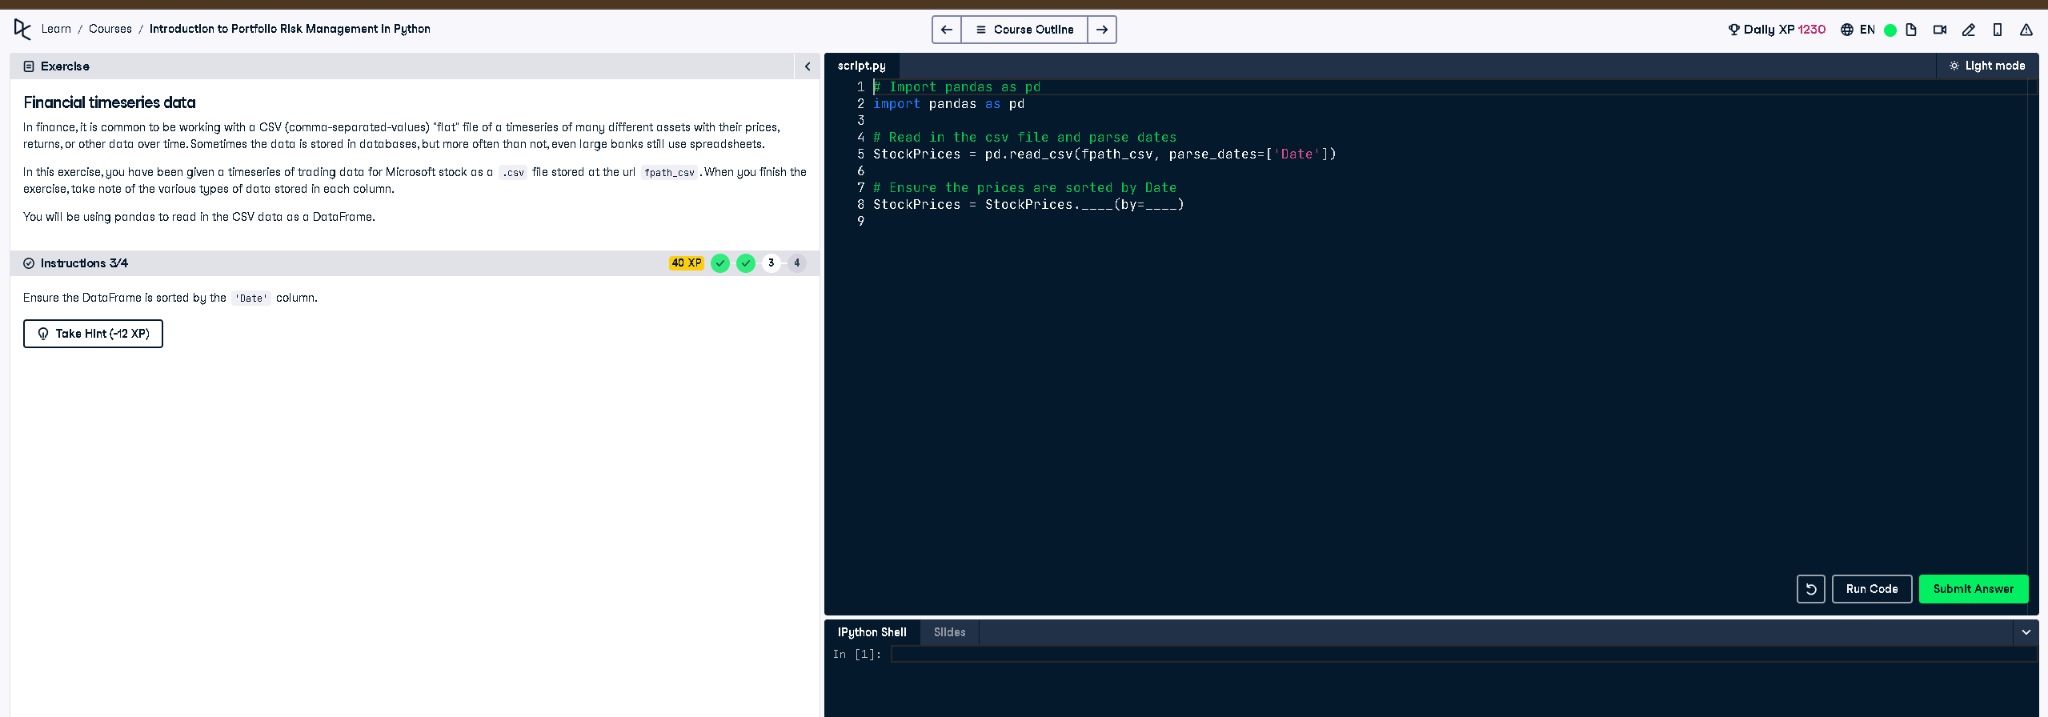 Learn / Courses / Introduction to Portfolio Risk Management in Python
Course Outline
Daily XP 1230
EN
Exercise
Financial timeseries data
In finance, it is common to be working with a CSV (comma-separated-values) "flat" file of a timeseries of many different assets with their prices,
returns, or other data over time. Sometimes the data is stored in databases, but more often than not, even large banks still use spreadsheets.
In this exercise, you have been given a timeseries of trading data for Microsoft stock as a .csv file stored at the url fpath_csv . When you finish the
exercise, take note of the various types of data stored in each column.
You will be using pandas to read in the CSV data as a DataFrame.
Instructions 3/4
40 XP
3
4
Ensure the DataFrame is sorted by the 'Date' column.
Take Hint (-12 XP)
script.py
Light mode
1 # Import pandas as pd
2 import pandas as pd
3
4 # Read in the csv file and parse dates
5 StockPrices = pd.read_csv(fpath_csv, parse_dates=['Date'])
6
7 # Ensure the prices are sorted by Date
8 StockPrices = StockPrices.____(by=____)
9
Run Code
Submit Answer
IPython Shell
Slides
In [1]: